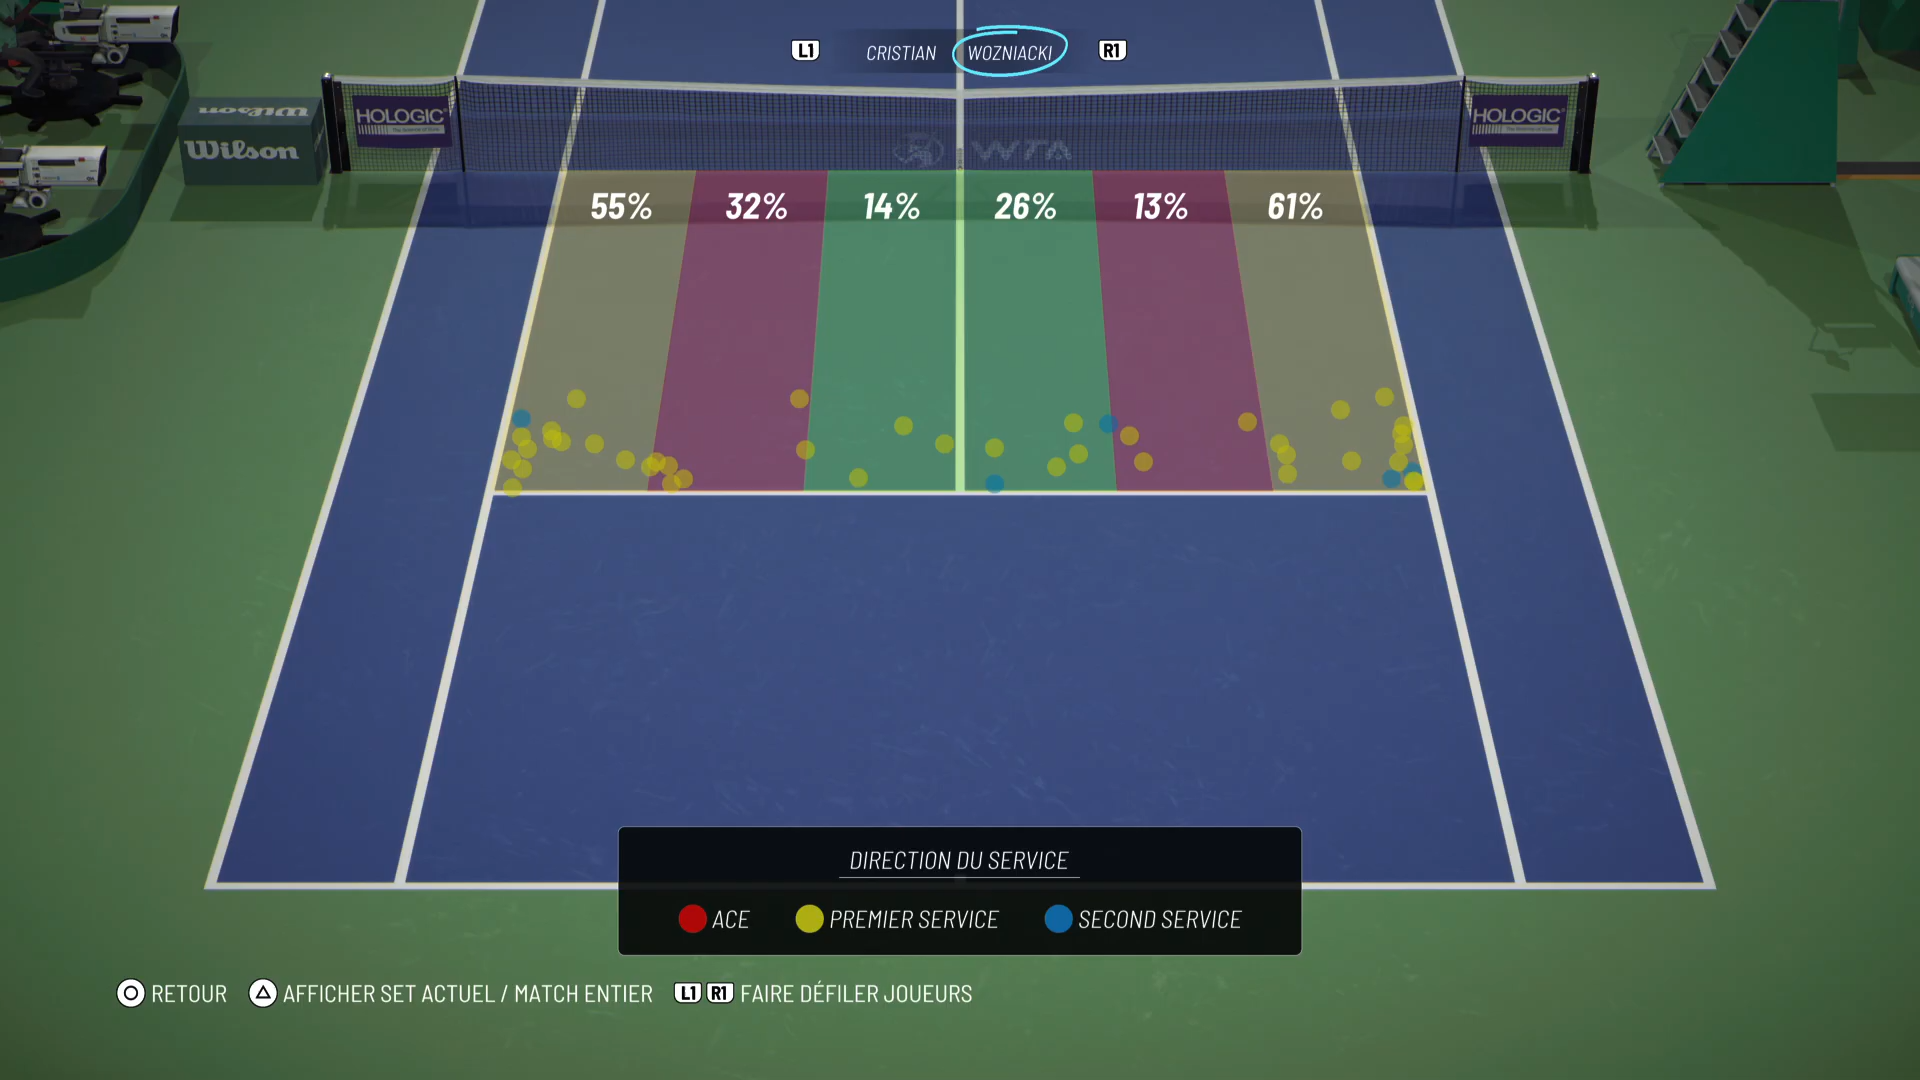 L1 CRISTIAN WOZNIACKI R1
HOLOGIC
HOLOGIC
Wilson
Wilson
WTA
55% 32% 14% 26% 13% 61%
DIRECTION DU SERVICE
ACE PREMIER SERVICE SECOND SERVICE
RETOUR AFFICHER SET ACTUEL / MATCH ENTIER L1 R1 FAIRE DÉFILER JOUEURS